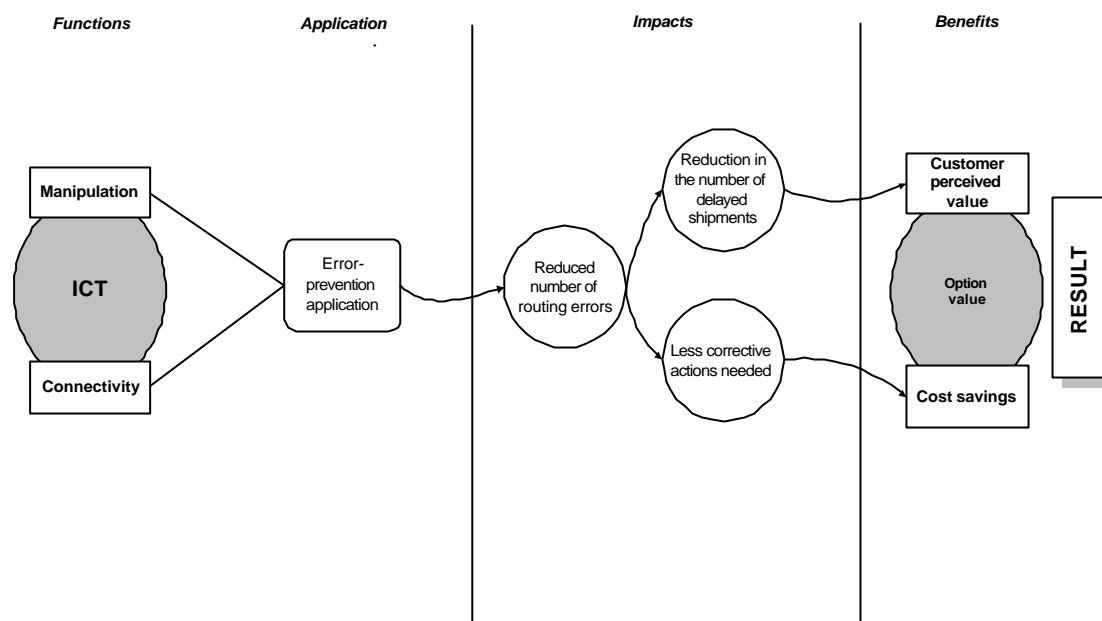 Functions
Application
Impacts
Benefits
.
Manipulation
ICT
Connectivity
Error-
prevention
application
Reduced
number of
routing errors
Reduction in
the number of
delayed
shipments
Less corrective
actions needed
Customer
perceived
value
Option
value
Cost savings
RESULT